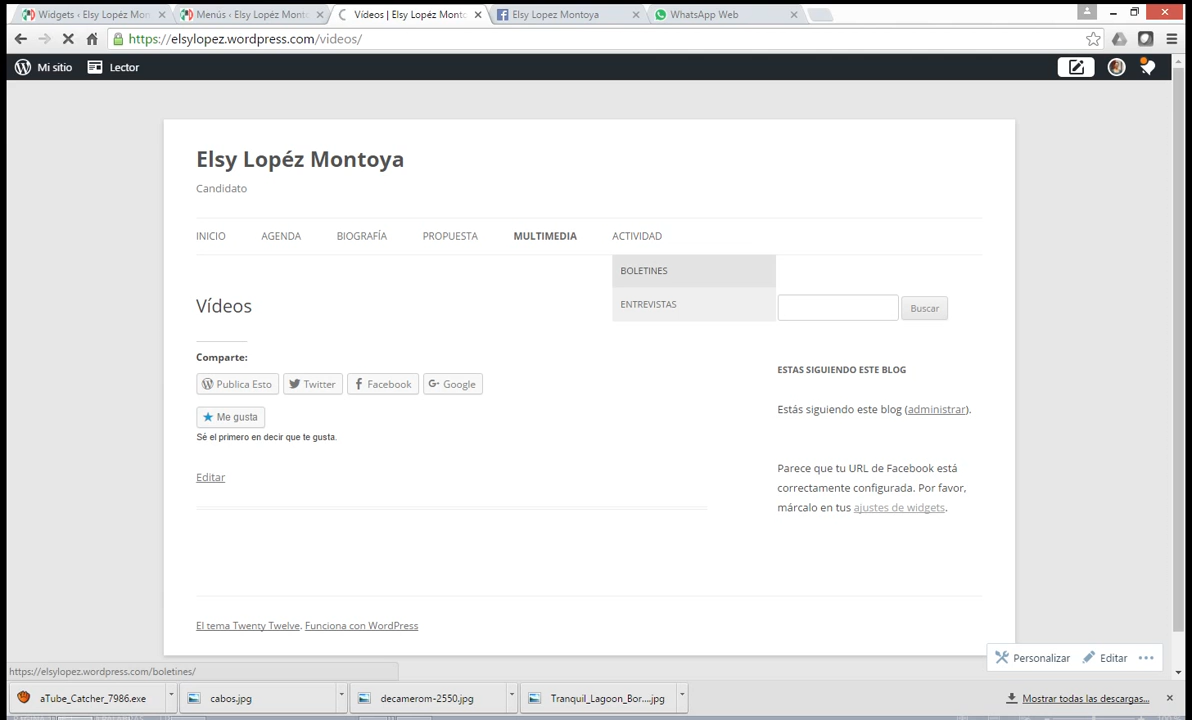 Widgets ‹ Elsy López Mon
Menús ‹ Elsy López Monto
Vídeos | Elsy Lopéz Monto
Elsy Lopez Montoya
WhatsApp Web
https://elsylopez.wordpress.com/videos/
Mi sitio
Lector
Elsy Lopéz Montoya
Candidato
INICIO
AGENDA
BIOGRAFÍA
PROPUESTA
MULTIMEDIA
ACTIVIDAD
BOLETINES
ENTREVISTAS
Vídeos
Buscar
Comparte:
Publica Esto
Twitter
Facebook
Google
Me gusta
Sé el primero en decir que te gusta.
Editar
ESTAS SIGUIENDO ESTE BLOG
Estás siguiendo este blog (administrar).
Parece que tu URL de Facebook está
correctamente configurada. Por favor,
márcalo en tus ajustes de widgets.
El tema Twenty Twelve. Funciona con WordPress
Personalizar
Editar
https://elsylopez.wordpress.com/boletines/
aTube_Catcher_7986.exe
cabos.jpg
decamerom-2550.jpg
Tranquil_Lagoon_Bor....jpg
Mostrar todas las descargas...